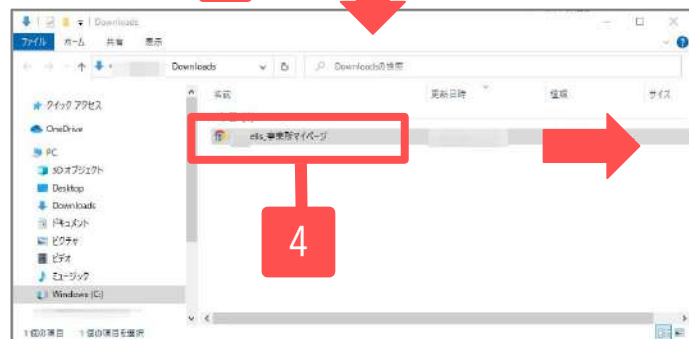 Downloads
ファイル ホーム 共有 表示
Downloads Downloadsの検索
名前 更新日時 種類 サイズ
クイック アクセス
OneDrive
PC
3Dオブジェクト
Desktop
Downloads
ドキュメント
ピクチャ
ビデオ
ミュージック
Windows (C:)
els_事業所マイページ
4
1個の項目 1個の項目を選択